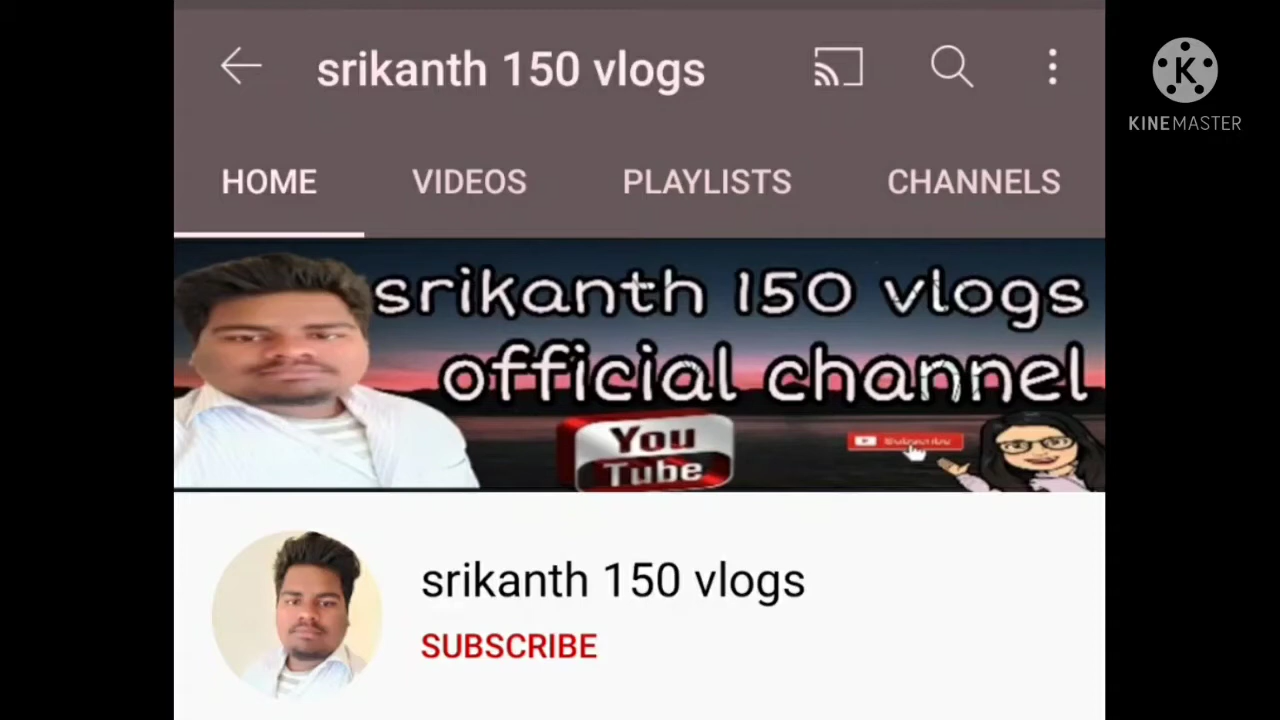 srikanth 150 vlogs
KINEMASTER
HOME VIDEOS PLAYLISTS CHANNELS
srikanth 150 vlogs
official channel
You
Tube
Subscribe
srikanth 150 vlogs
SUBSCRIBE